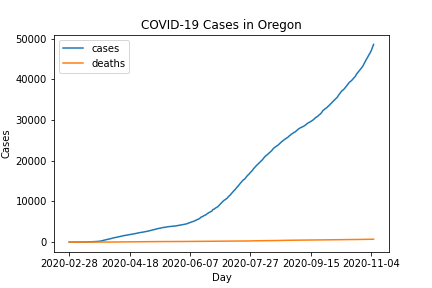 COVID-19 Cases in Oregon
cases
deaths
50000
40000
30000
20000
10000
0
Cases
2020-02-28 2020-04-18 2020-06-07 2020-07-27 2020-09-15 2020-11-04
Day